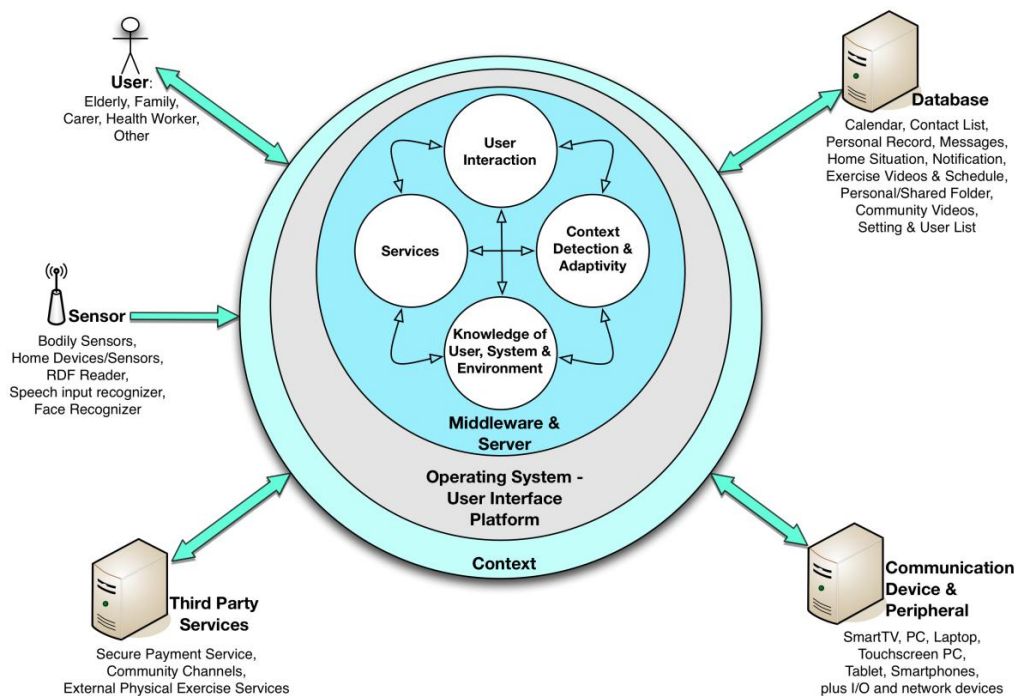 User:
Elderly, Family,
Carer, Health Worker,
Other
Database
Calendar, Contact List,
Personal Record, Messages,
Home Situation, Notification,
Exercise Videos & Schedule,
Personal/Shared Folder,
Community Videos,
Setting & User List
User
Interaction
Services
Context
Detection &
Adaptivity
Knowledge of
User, System &
Environment
Middleware &
Server
Operating System -
User Interface
Platform
Context
Sensor
Bodily Sensors,
Home Devices/Sensors,
RDF Reader,
Speech input recognizer,
Face Recognizer
Third Party
Services
Secure Payment Service,
Community Channels,
External Physical Exercise Services
Communication
Device &
Peripheral
SmartTV, PC, Laptop,
Touchscreen PC,
Tablet, Smartphones,
plus I/O and network devices